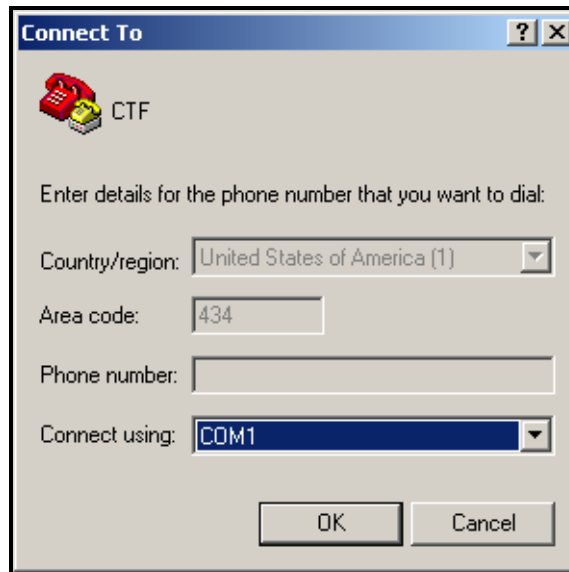 Connect To
CTF
Enter details for the phone number that you want to dial:
Country/region: United States of America (1)
Area code: 434
Phone number:
Connect using: COM1
OK Cancel